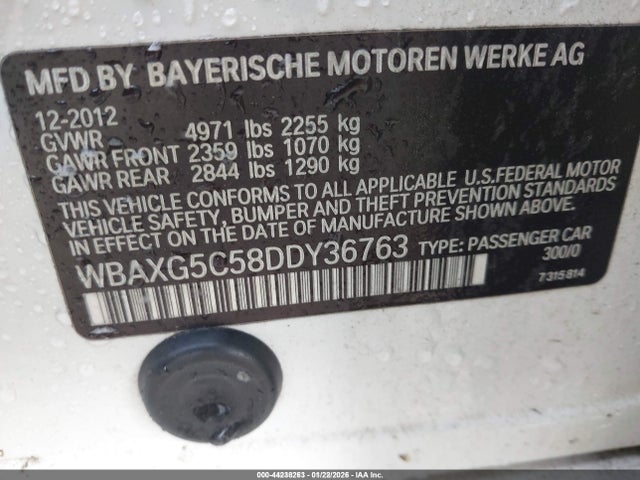 MFD BY BAYERISCHE MOTOREN WERKE AG
12-2012
GVWR 4971 lbs 2255 kg
GAWR FRONT 2359 lbs 1070 kg
GAWR REAR 2844 lbs 1290 kg
THIS VEHICLE CONFORMS TO ALL APPLICABLE U.S.FEDERAL MOTOR
VEHICLE SAFETY, BUMPER AND THEFT PREVENTION STANDARDS
IN EFFECT ON THE DATE OF MANUFACTURE SHOWN ABOVE.
WBAXG5C58DDY36763 TYPE: PASSENGER CAR
300/0
7315814
000-44238263 - 01/22/2026 - IAA Inc.